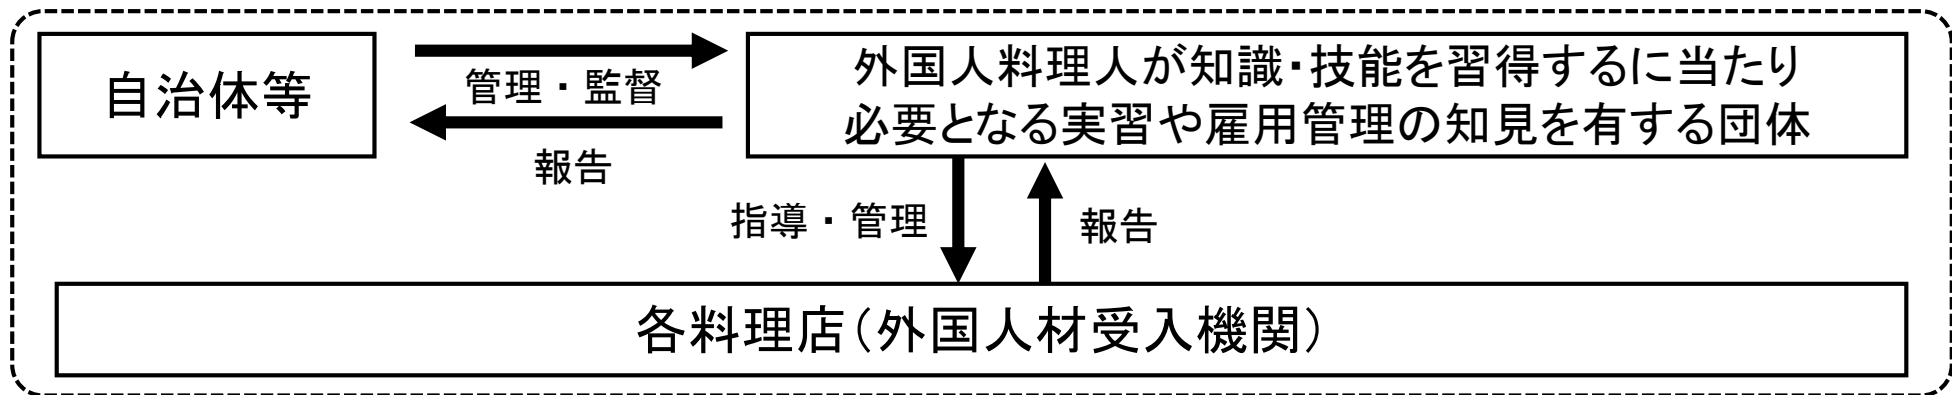 自治体等
管理・監督
報告
外国人料理人が知識・技能を習得するに当たり
必要となる実習や雇用管理の知見を有する団体
指導・管理
報告
各料理店（外国人材受入機関）